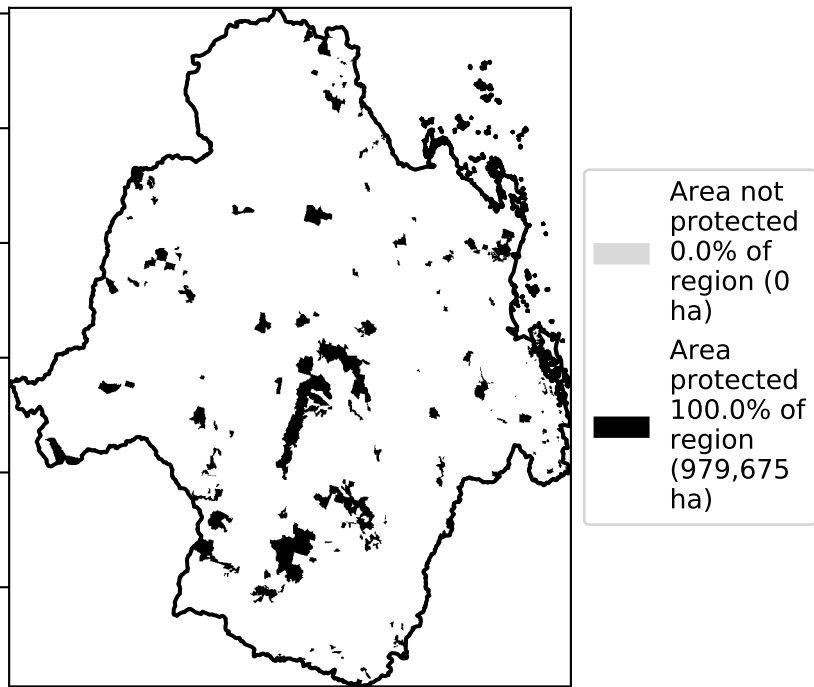 Area not
protected
0.0% of
region (0
ha)
Area
protected
100.0% of
region
(979,675
ha)